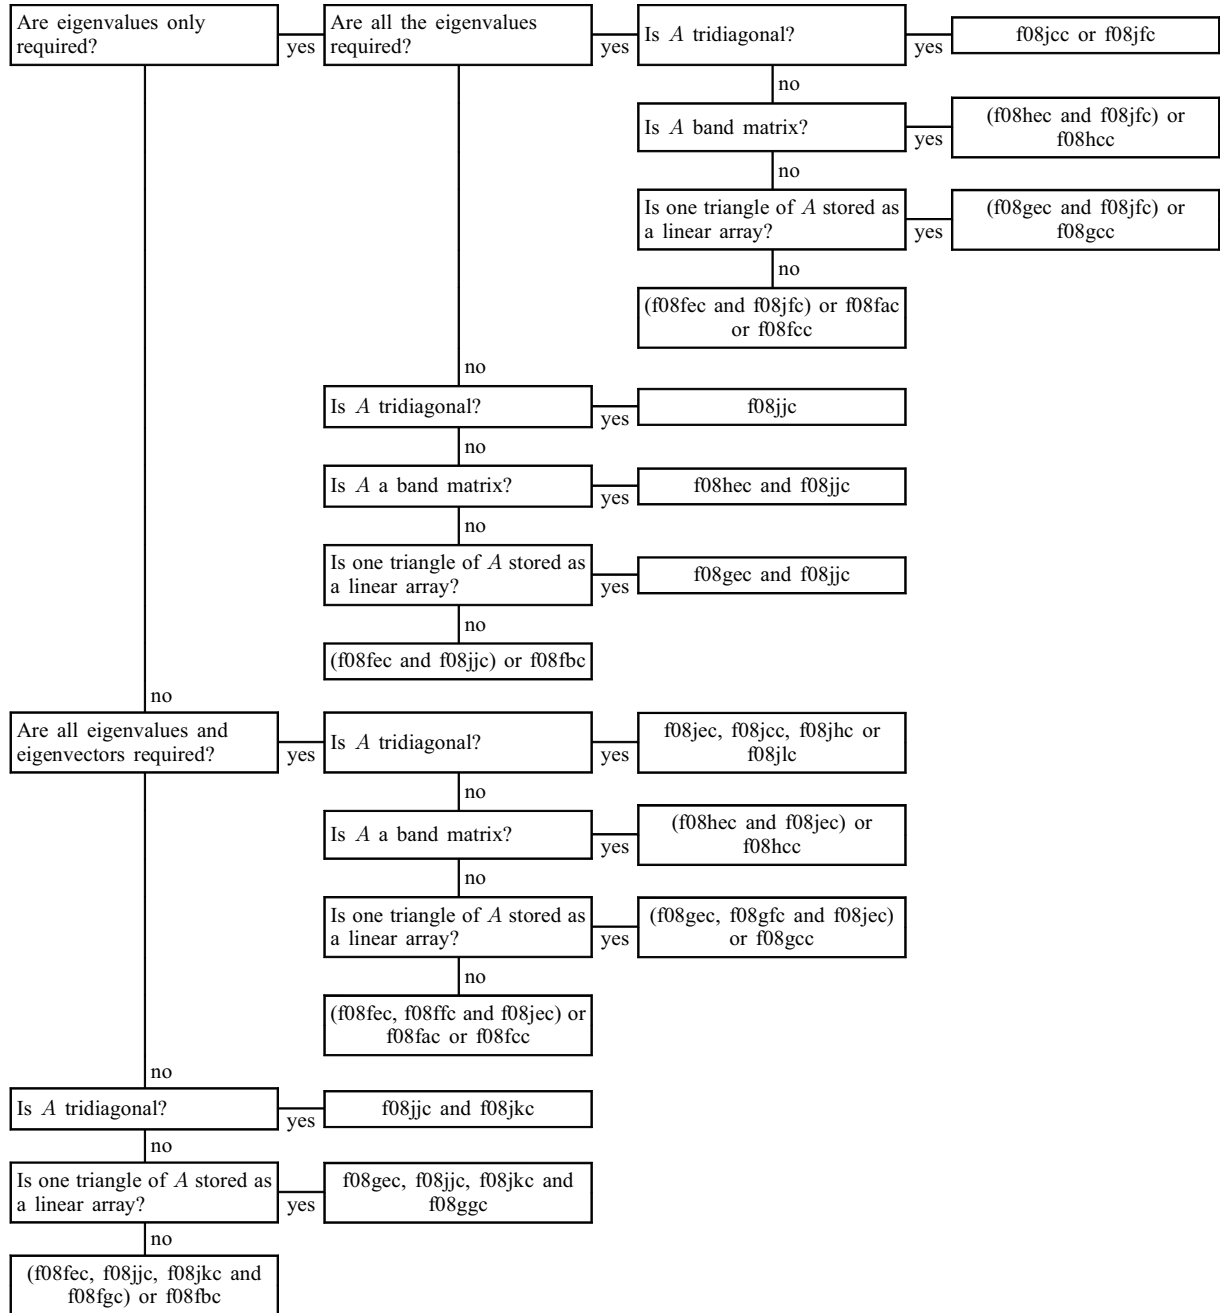 Are eigenvalues only
required?
yes
Are all the eigenvalues
required?
yes
Is A tridiagonal?
yes
f08jcc or f08jfc
no
Is A band matrix?
yes
(f08hec and f08jfc) or
f08hcc
no
Is one triangle of A stored as
a linear array?
yes
(f08gec and f08jfc) or
f08gcc
no
(f08fec and f08jfc) or f08fac
or f08fcc
no
Is A tridiagonal?
yes
f08jjc
no
Is A a band matrix?
yes
f08hec and f08jjc
no
Is one triangle of A stored as
a linear array?
yes
f08gec and f08jjc
no
(f08fec and f08jjc) or f08fbc
no
Are all eigenvalues and
eigenvectors required?
yes
Is A tridiagonal?
yes
f08jec, f08jcc, f08jhc or
f08jlc
no
Is A a band matrix?
yes
(f08hec and f08jec) or
f08hcc
no
Is one triangle of A stored as
a linear array?
yes
(f08gec, f08gfc and f08jec)
or f08gcc
no
(f08fec, f08ffc and f08jec) or
f08fac or f08fcc
no
Is A tridiagonal?
yes
f08jjc and f08jkc
no
Is one triangle of A stored as
a linear array?
yes
f08gec, f08jjc, f08jkc and
f08ggc
no
(f08fec, f08jjc, f08jkc and
f08fgc) or f08fbc